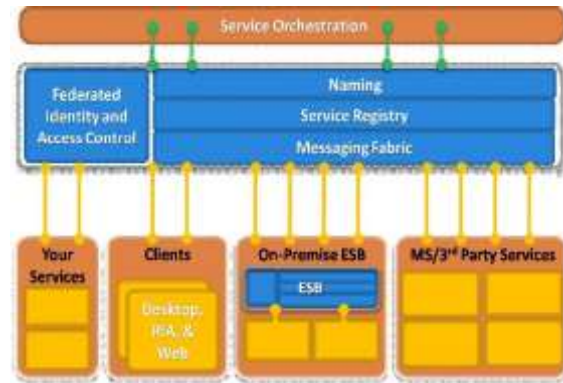 Service Orchestration
Federated
Identity and
Access Control
Naming
Service Registry
Messaging Fabric
Your
Services
Clients
Desktop,
RIA, &
Web
On-Premise ESB
ESB
MS/3rd Party Services